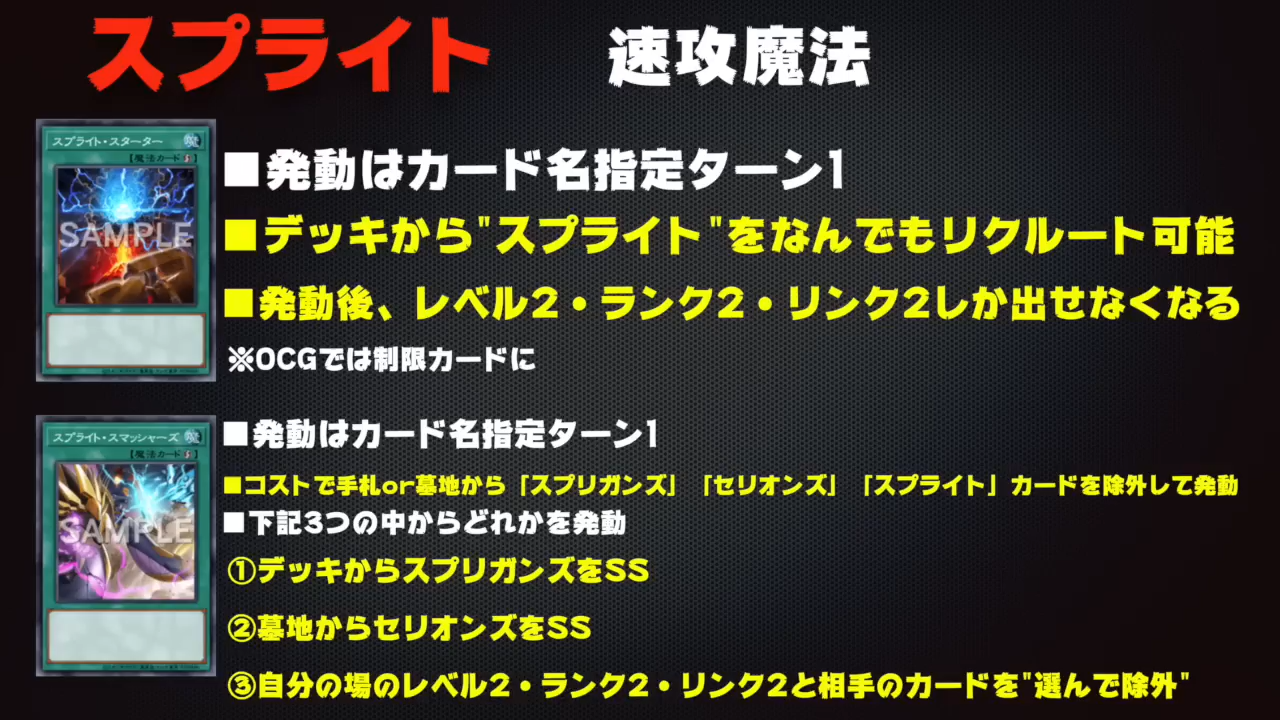 スプライト 速攻魔法
スプライト・スターター
【魔法カード】
SAMPLE
■発動はカード名指定ターン1
■デッキから"スプライト"をなんでもリクルート可能
■発動後、レベル2・ランク2・リンク2しか出せなくなる
※OCGでは制限カードに
スプライト・スマッシャーズ
【魔法カード】
SAMPLE
■発動はカード名指定ターン1
■コストで手札or墓地から「スプリガンズ」「セリオンズ」「スプライト」カードを除外して発動
■下記3つの中からどれかを発動
①デッキからスプリガンズをSS
②墓地からセリオンズをSS
③自分の場のレベル2・ランク2・リンク2と相手のカードを"選んで除外"